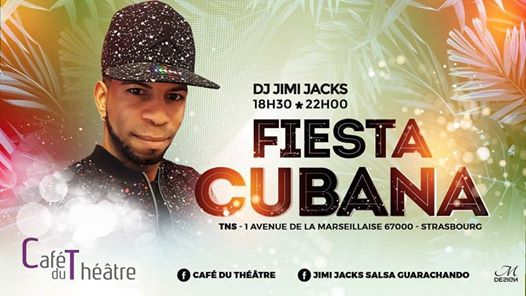 DJ JIMI JACKS
18H30 ★ 22H00
FIESTA
CUBANA
TNS - 1 AVENUE DE LA MARSEILLAISE 67000 - STRASBOURG
Café
du Théâtre
CAFÉ DU THÉÂTRE
JIMI JACKS SALSA GUARACHANDO
M
DESIGN